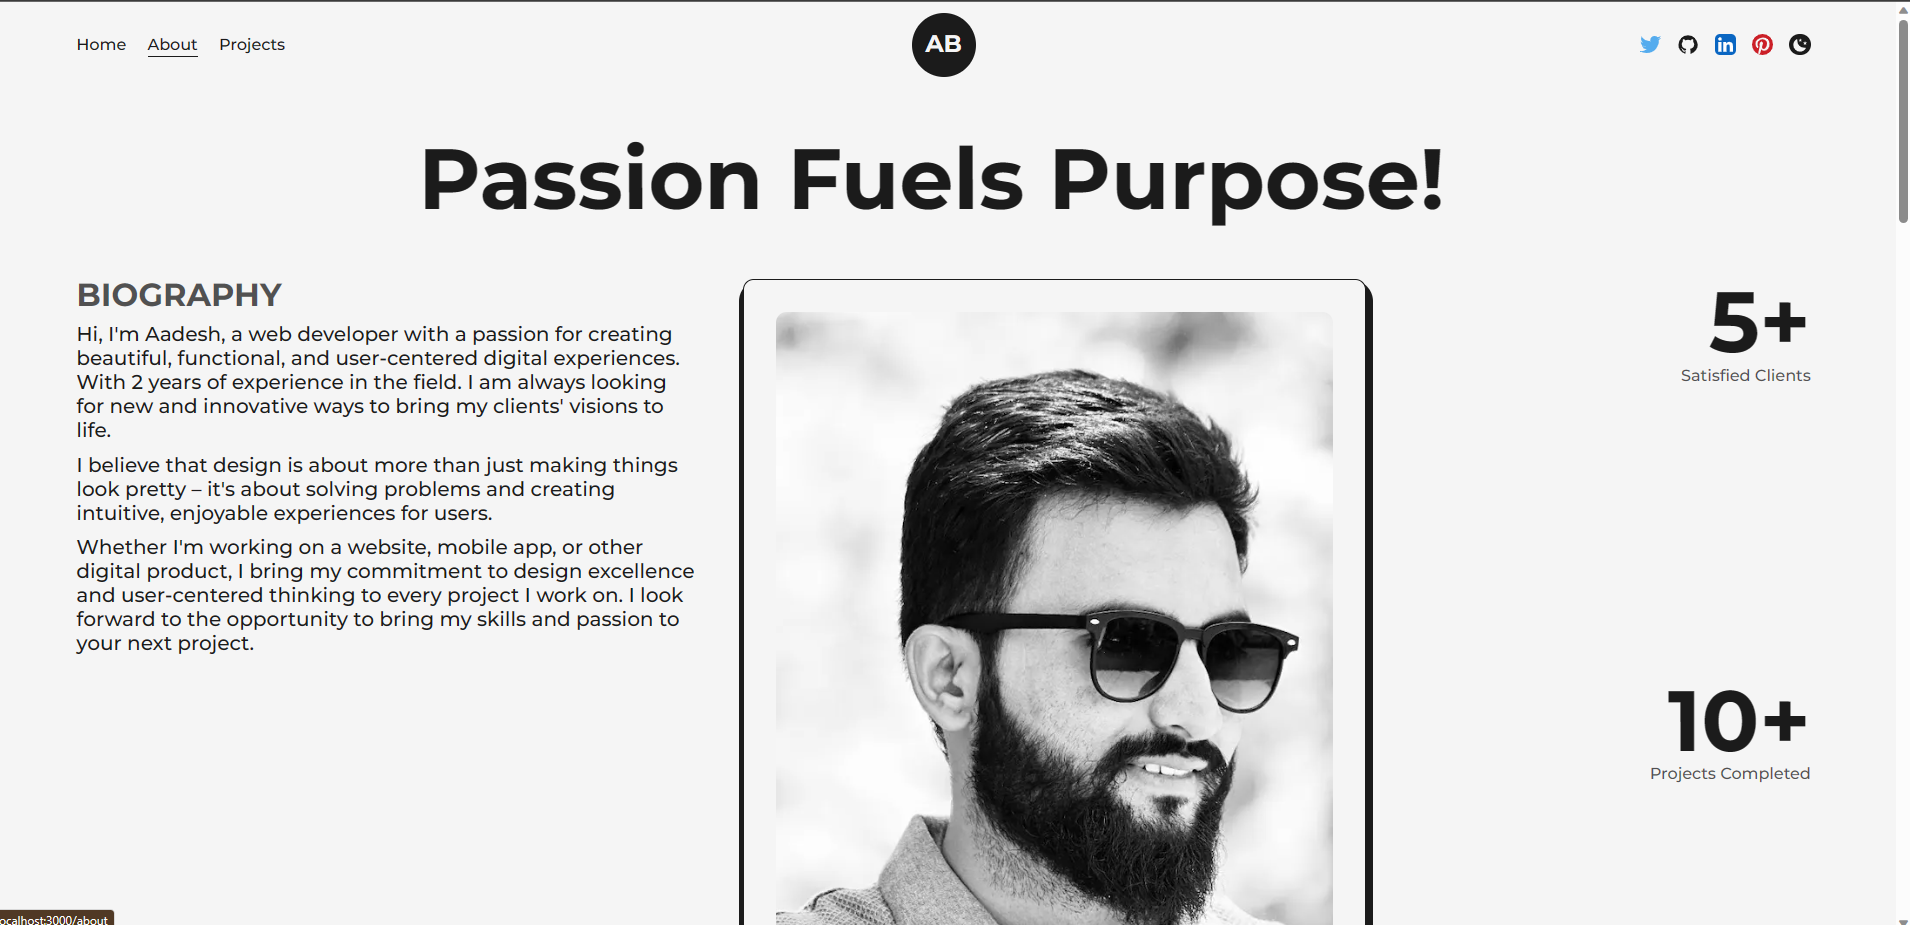 Home About Projects
AB
Passion Fuels Purpose!
BIOGRAPHY
Hi, I'm Aadesh, a web developer with a passion for creating
beautiful, functional, and user-centered digital experiences.
With 2 years of experience in the field. I am always looking
for new and innovative ways to bring my clients' visions to
life.
I believe that design is about more than just making things
look pretty – it's about solving problems and creating
intuitive, enjoyable experiences for users.
Whether I'm working on a website, mobile app, or other
digital product, I bring my commitment to design excellence
and user-centered thinking to every project I work on. I look
forward to the opportunity to bring my skills and passion to
your next project.
5+
Satisfied Clients
10+
Projects Completed
ocalhost:3000/about